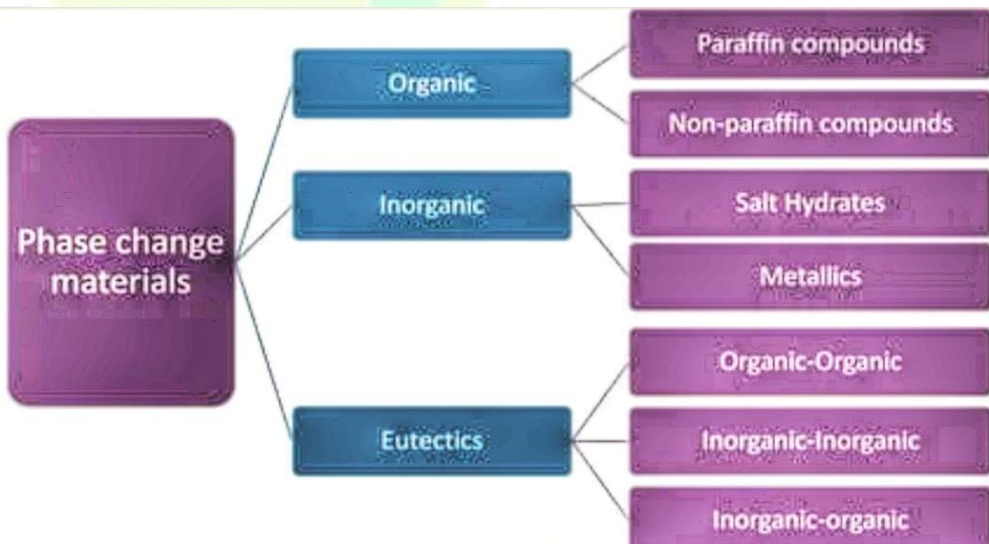 Phase change
materials
Organic
Paraffin compounds
Non-paraffin compounds
Inorganic
Salt Hydrates
Metallics
Eutectics
Organic-Organic
Inorganic-Inorganic
Inorganic-organic